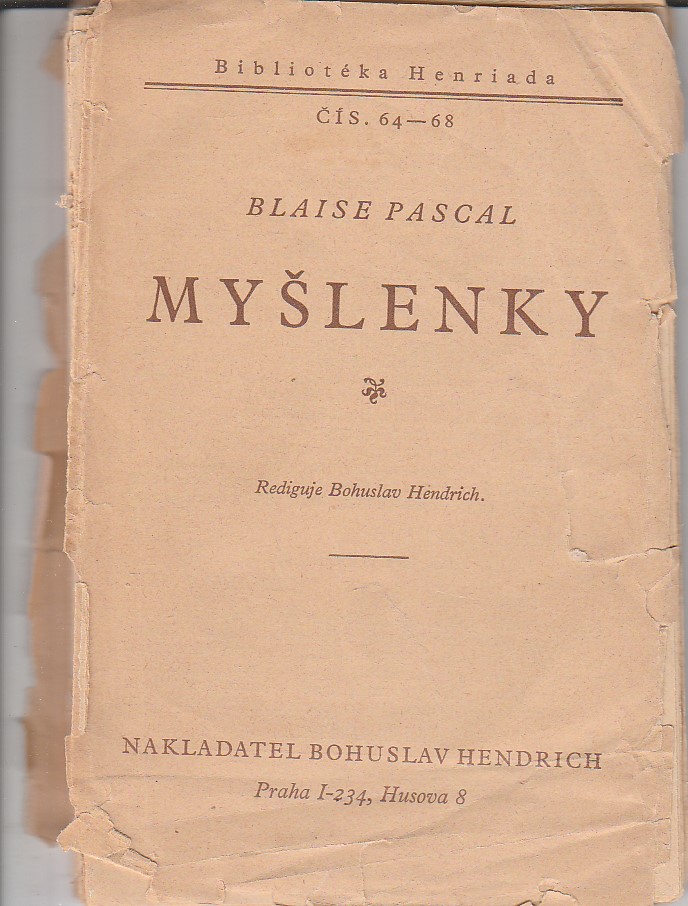 Bibliotéka Henriada
ČÍS. 64—68
BLAISE PASCAL
MYŠLENKY
Rediguje Bohuslav Hendrich.
NAKLADATEL BOHUSLAV HENDRICH
Praha I-234, Husova 8